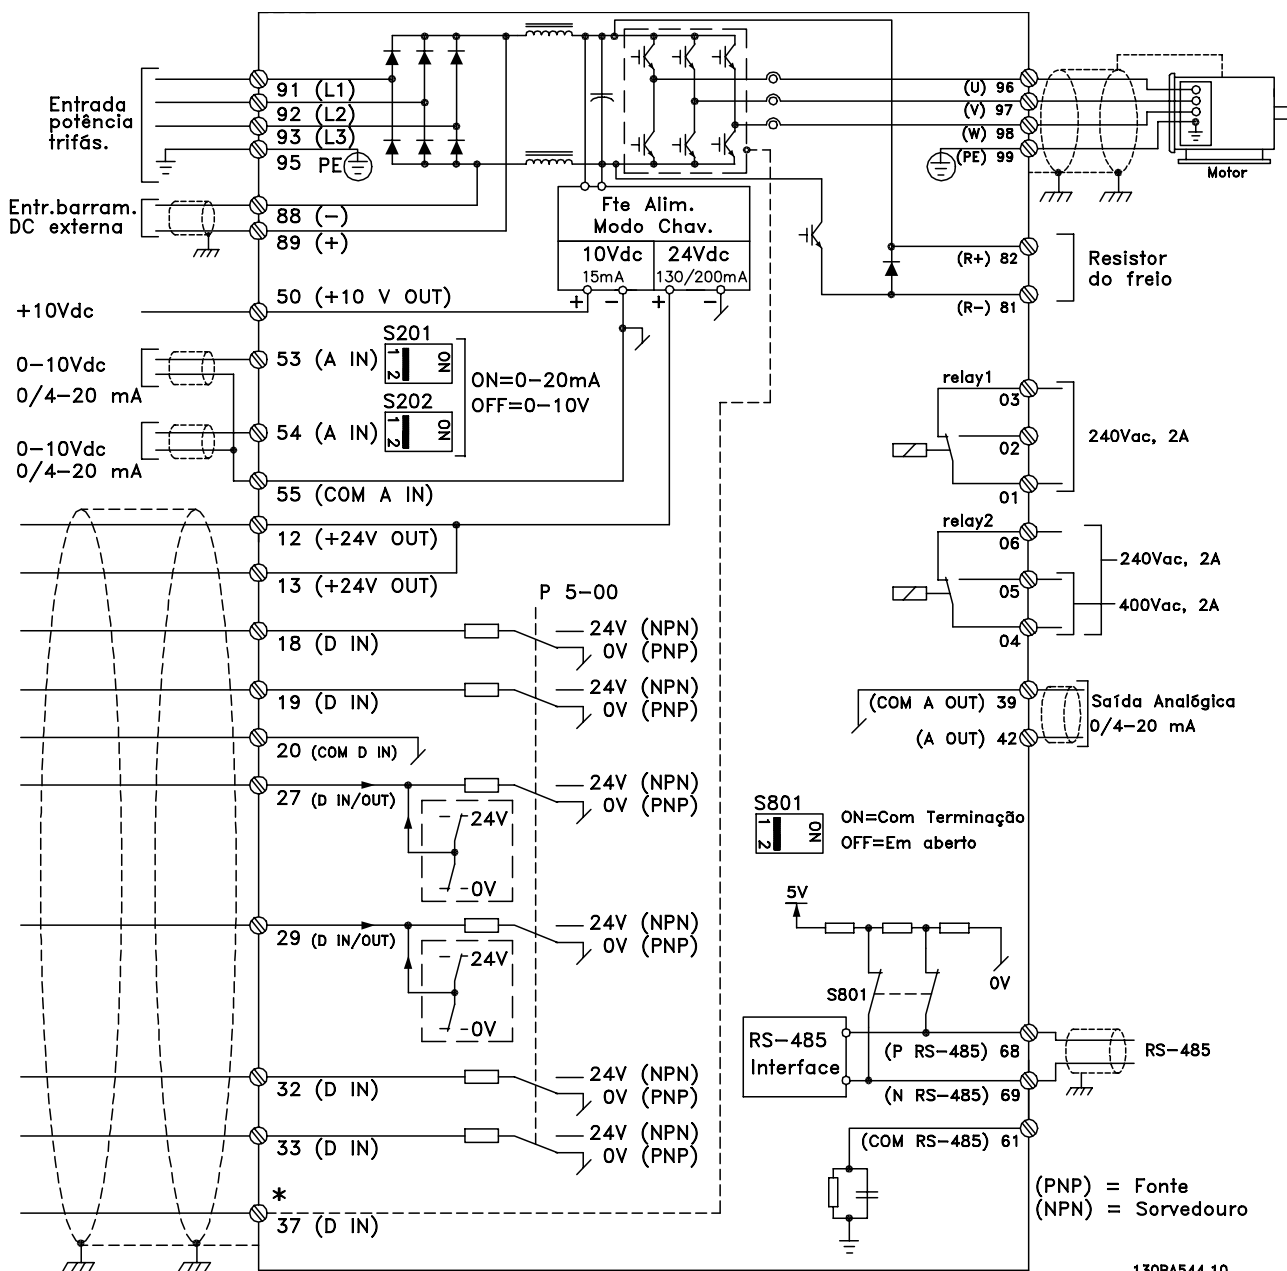 Entrada
potência
trifás.
91 (L1)
92 (L2)
93 (L3)
95 PE
Entr.barram.
DC externa
88 (−)
89 (+)
+10Vdc
50 (+10 V OUT)
0−10Vdc
0/4−20 mA
53 (A IN)
S201
1 2
ON
ON=0−20mA
OFF=0−10V
0−10Vdc
0/4−20 mA
54 (A IN)
S202
1 2
ON
55 (COM A IN)
12 (+24V OUT)
13 (+24V OUT)
Fte Alim.
Modo Chav.
10Vdc
15mA
24Vdc
130/200mA
+ − + −
P 5-00
18 (D IN)
24V (NPN)
0V (PNP)
19 (D IN)
24V (NPN)
0V (PNP)
20 (COM D IN)
27 (D IN/OUT)
24V (NPN)
0V (PNP)
24V
0V
29 (D IN/OUT)
24V (NPN)
0V (PNP)
24V
0V
32 (D IN)
24V (NPN)
0V (PNP)
33 (D IN)
24V (NPN)
0V (PNP)
*
37 (D IN)
(U) 96
(V) 97
(W) 98
(PE) 99
Motor
(R+) 82
(R−) 81
Resistor
do freio
relay1
03
02
01
240Vac, 2A
relay2
06
05
04
240Vac, 2A
400Vac, 2A
(COM A OUT) 39
(A OUT) 42
Saída Analógica
0/4−20 mA
S801
1 2
ON
ON=Com Terminação
OFF=Em aberto
5V
S801
0V
RS−485
Interface
(P RS−485) 68
(N RS−485) 69
(COM RS−485) 61
RS−485
(PNP) = Fonte
(NPN) = Sorvedouro
130BA544.10